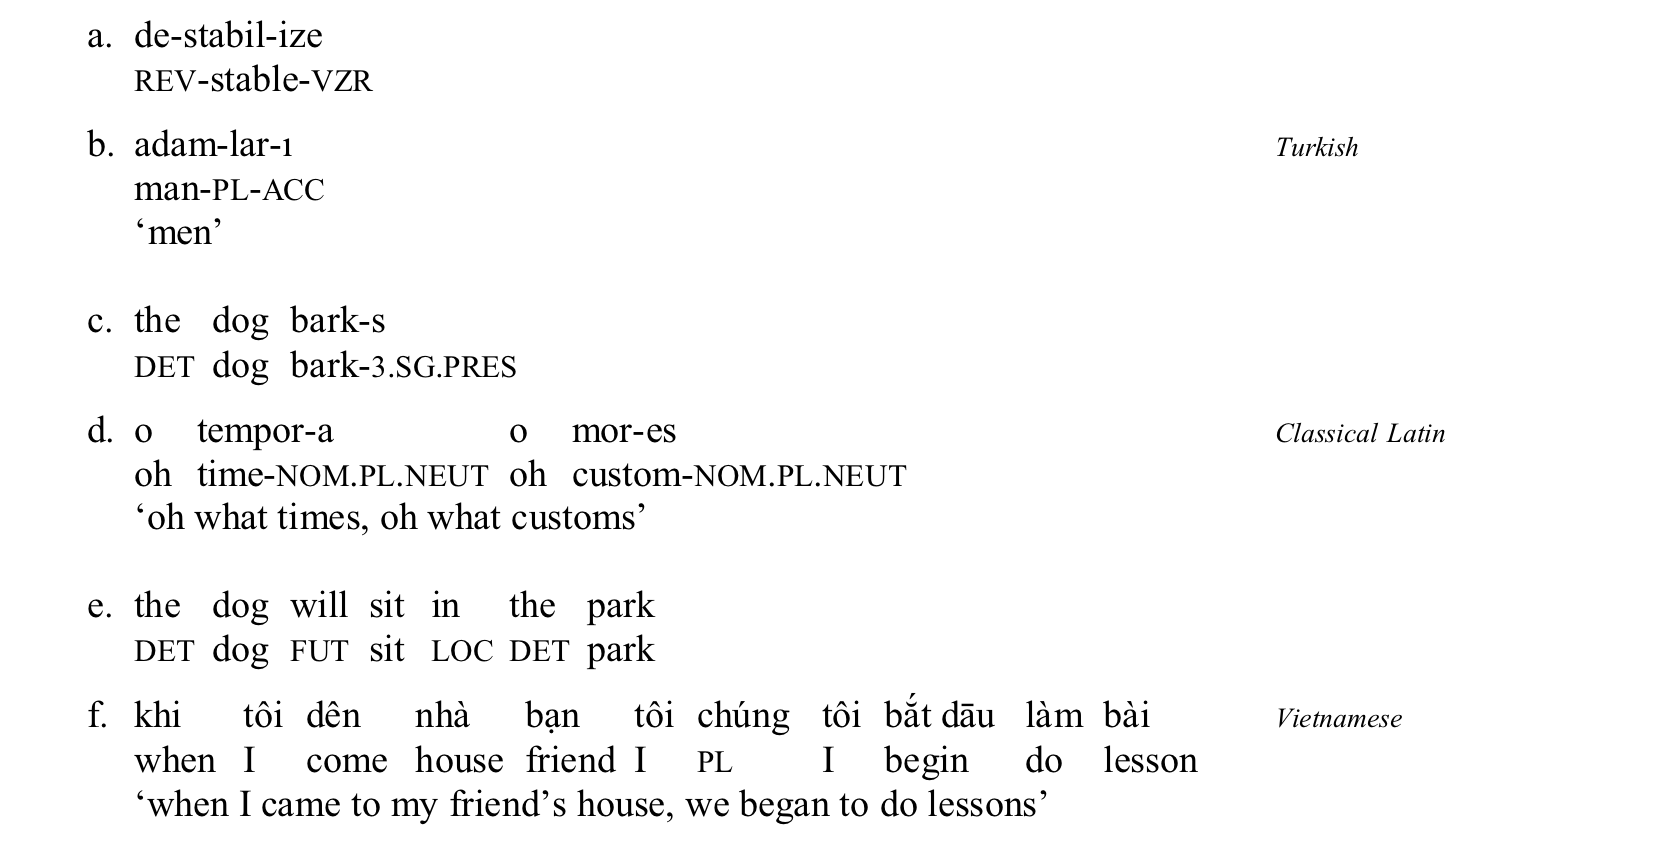 a. de-stabil-ize
REV-stable-VZR
b. adam-lar-ı Turkish
man-PL-ACC
‘men’
c. the dog bark-s
DET dog bark-3.SG.PRES
d. o tempor-a o mor-es Classical Latin
oh time-NOM.PL.NEUT oh custom-NOM.PL.NEUT
‘oh what times, oh what customs’
e. the dog will sit in the park
DET dog FUT sit LOC DET park
f. khi tôi dên nhà bạn tôi chúng tôi bắt dāu làm bài Vietnamese
when I come house friend I PL I begin do lesson
‘when I came to my friend’s house, we began to do lessons’